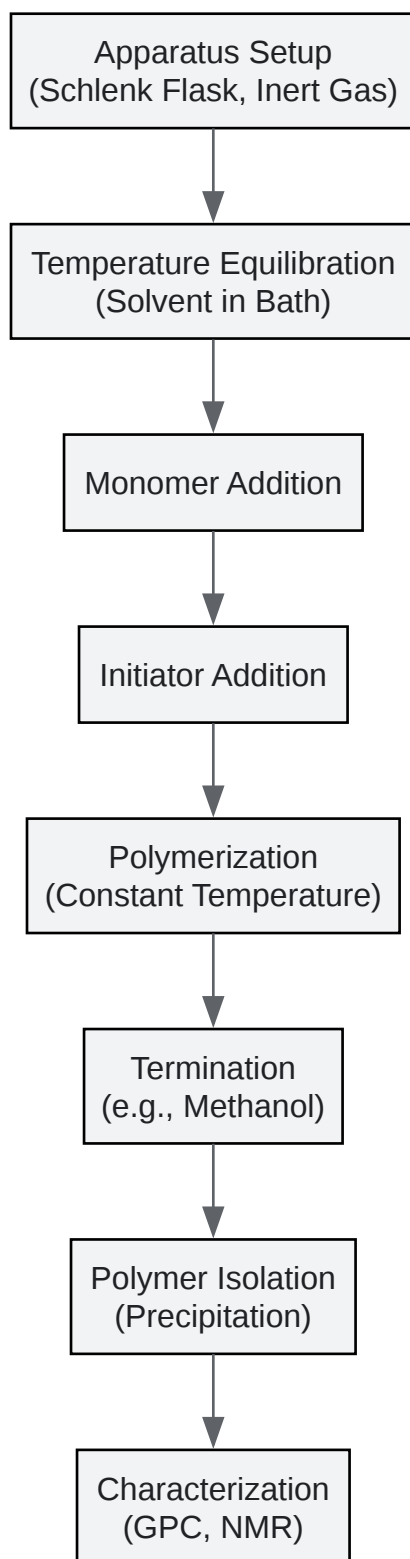 Apparatus Setup
(Schlenk Flask, Inert Gas)
Temperature Equilibration
(Solvent in Bath)
Monomer Addition
Initiator Addition
Polymerization
(Constant Temperature)
Termination
(e.g., Methanol)
Polymer Isolation
(Precipitation)
Characterization
(GPC, NMR)